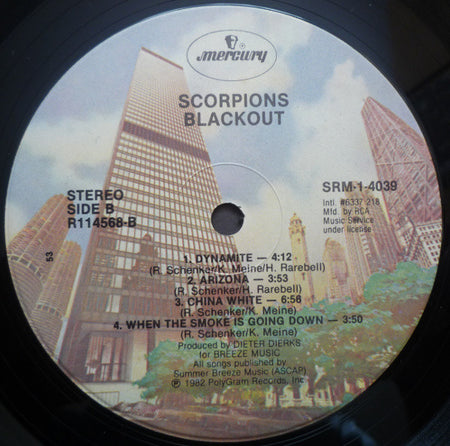 mercury
SCORPIONS
BLACKOUT
STEREO
SIDE B
R114568-B
SRM-1-4039
Intl. #6337 218
Mfd. by RCA
Music Service
under license
53
1. DYNAMITE — 4:12
(R. Schenker/K. Meine/H. Rarebell)
2. ARIZONA — 3:53
(R. Schenker/H. Rarebell)
3. CHINA WHITE — 6:56
(R. Schenker/K. Meine)
4. WHEN THE SMOKE IS GOING DOWN — 3:50
(R. Schenker/K. Meine)
Produced by DIETER DIERKS
for BREEZE MUSIC
All songs published by
Summer Breeze Music (ASCAP)
℗ 1982 PolyGram Records, Inc.